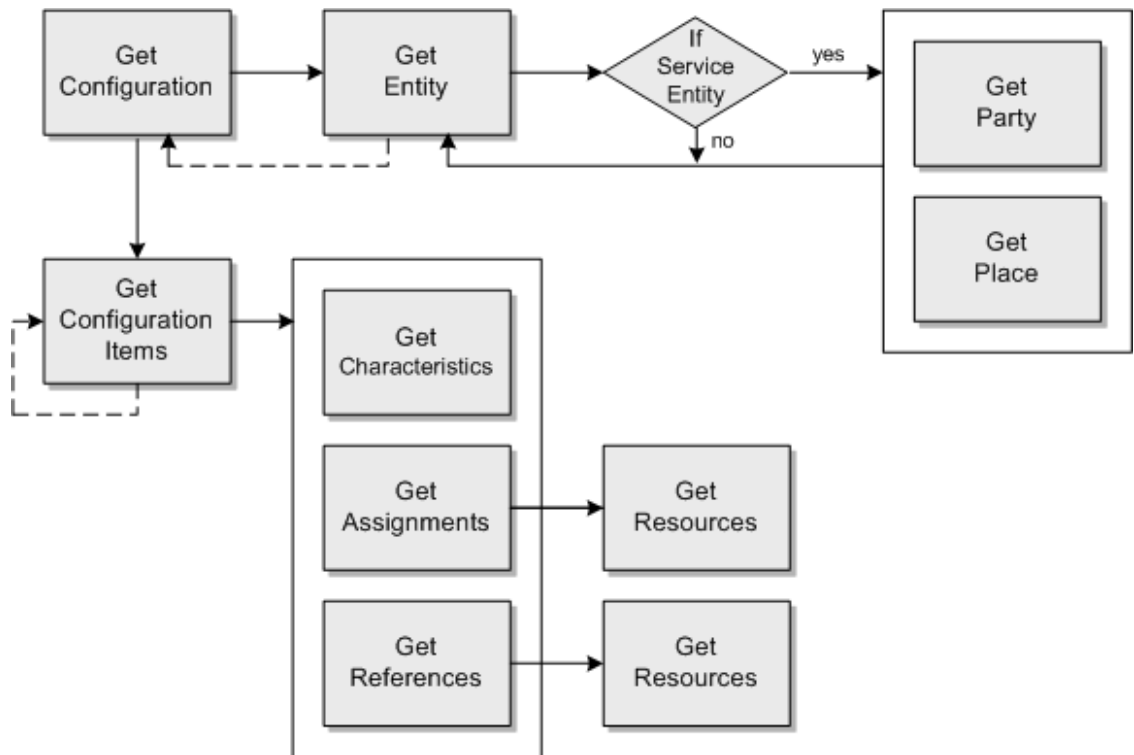 Get
Configuration
Get
Entity
If
Service
Entity
yes
no
Get
Party
Get
Place
Get
Configuration
Items
Get
Characteristics
Get
Assignments
Get
Resources
Get
References
Get
Resources